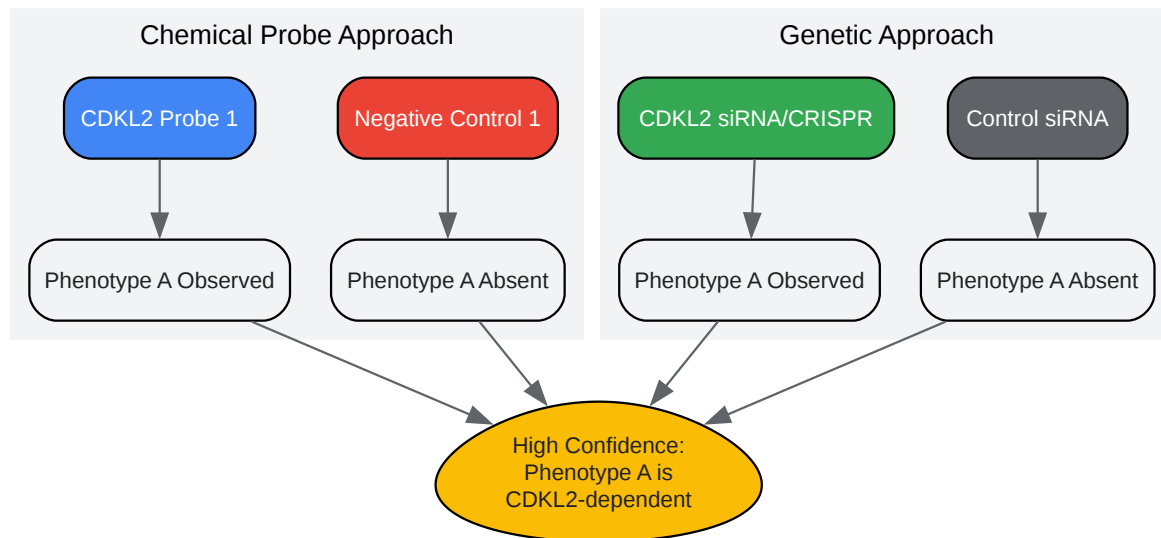 Chemical Probe Approach
Genetic Approach
CDKL2 Probe 1
Negative Control 1
CDKL2 siRNA/CRISPR
Control siRNA
Phenotype A Observed
Phenotype A Absent
Phenotype A Observed
Phenotype A Absent
High Confidence:
Phenotype A is
CDKL2-dependent